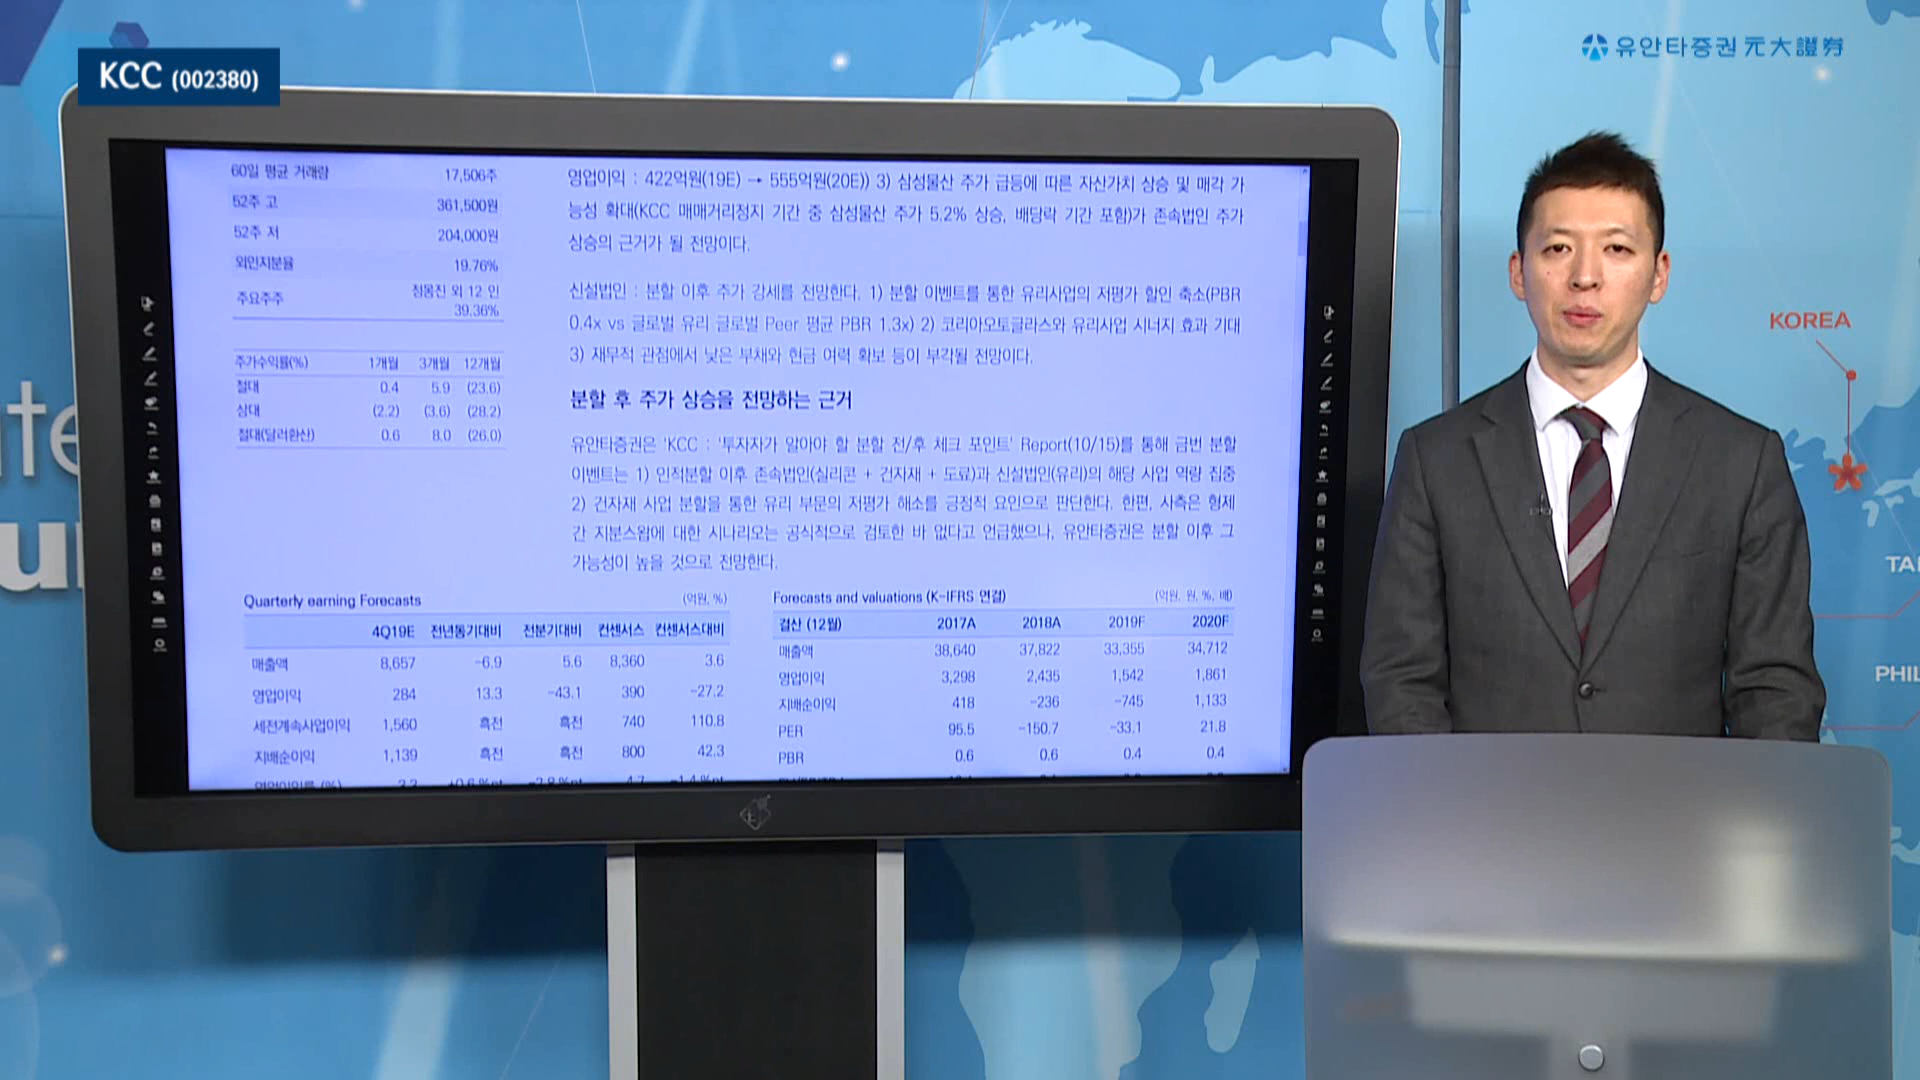 KCC (002380)
유안타증권 元大證券
60일 평균 거래량 17,506주
52주 고 361,500원
52주 저 204,000원
외인지분율 19.76%
주요주주 정몽진 외 12 인
39.36%
주가수익률(%) 1개월 3개월 12개월
절대 0.4 5.9 (23.6)
상대 (2.2) (3.6) (28.2)
절대(달러환산) 0.6 8.0 (26.0)
영업이익 : 422억원(19E) → 555억원(20E)) 3) 삼성물산 주가 급등에 따른 자산가치 상승 및 매각 가
능성 확대(KCC 매매거리정지 기간 중 삼성물산 주가 5.2% 상승, 배당락 기간 포함)가 존속법인 주가
상승의 근거가 될 전망이다.
신설법인 : 분할 이후 주가 강세를 전망한다. 1) 분할 이벤트를 통한 유리사업의 저평가 할인 축소(PBR
0.4x vs 글로벌 유리 글로벌 Peer 평균 PBR 1.3x) 2) 코리아오토글라스와 유리사업 시너지 효과 기대
3) 재무적 관점에서 낮은 부채와 현금 여력 확보 등이 부각될 전망이다.
분할 후 주가 상승을 전망하는 근거
유안타증권은 'KCC : '투자자가 알아야 할 분할 전/후 체크 포인트' Report(10/15)를 통해 금번 분할
이벤트는 1) 인적분할 이후 존속법인(실리콘 + 건자재 + 도료)과 신설법인(유리)의 해당 사업 역량 집중
2) 건자재 사업 분할을 통한 유리 부문의 저평가 해소를 긍정적 요인으로 판단한다. 한편, 사측은 형제
간 지분스왑에 대한 시나리오는 공식적으로 검토한 바 없다고 언급했으나, 유안타증권은 분할 이후 그
가능성이 높을 것으로 전망한다.
Quarterly earning Forecasts (억원, %)
4Q19E 전년동기대비 전분기대비 컨센서스 컨센서스대비
매출액 8,657 -6.9 5.6 8,360 3.6
영업이익 284 13.3 -43.1 390 -27.2
세전계속사업이익 1,560 흑전 흑전 740 110.8
지배순이익 1,139 흑전 흑전 800 42.3
영업이익률 (%) 3.3 +0.6 %pt -2.8 %pt 4.7 -1.4 %pt
Forecasts and valuations (K-IFRS 연결) (억원, 원, %, 배)
결산 (12월) 2017A 2018A 2019F 2020F
매출액 38,640 37,822 33,355 34,712
영업이익 3,298 2,435 1,542 1,861
지배순이익 418 -236 -745 1,133
PER 95.5 -150.7 -33.1 21.8
PBR 0.6 0.6 0.4 0.4
KOREA
TAI
PHIL